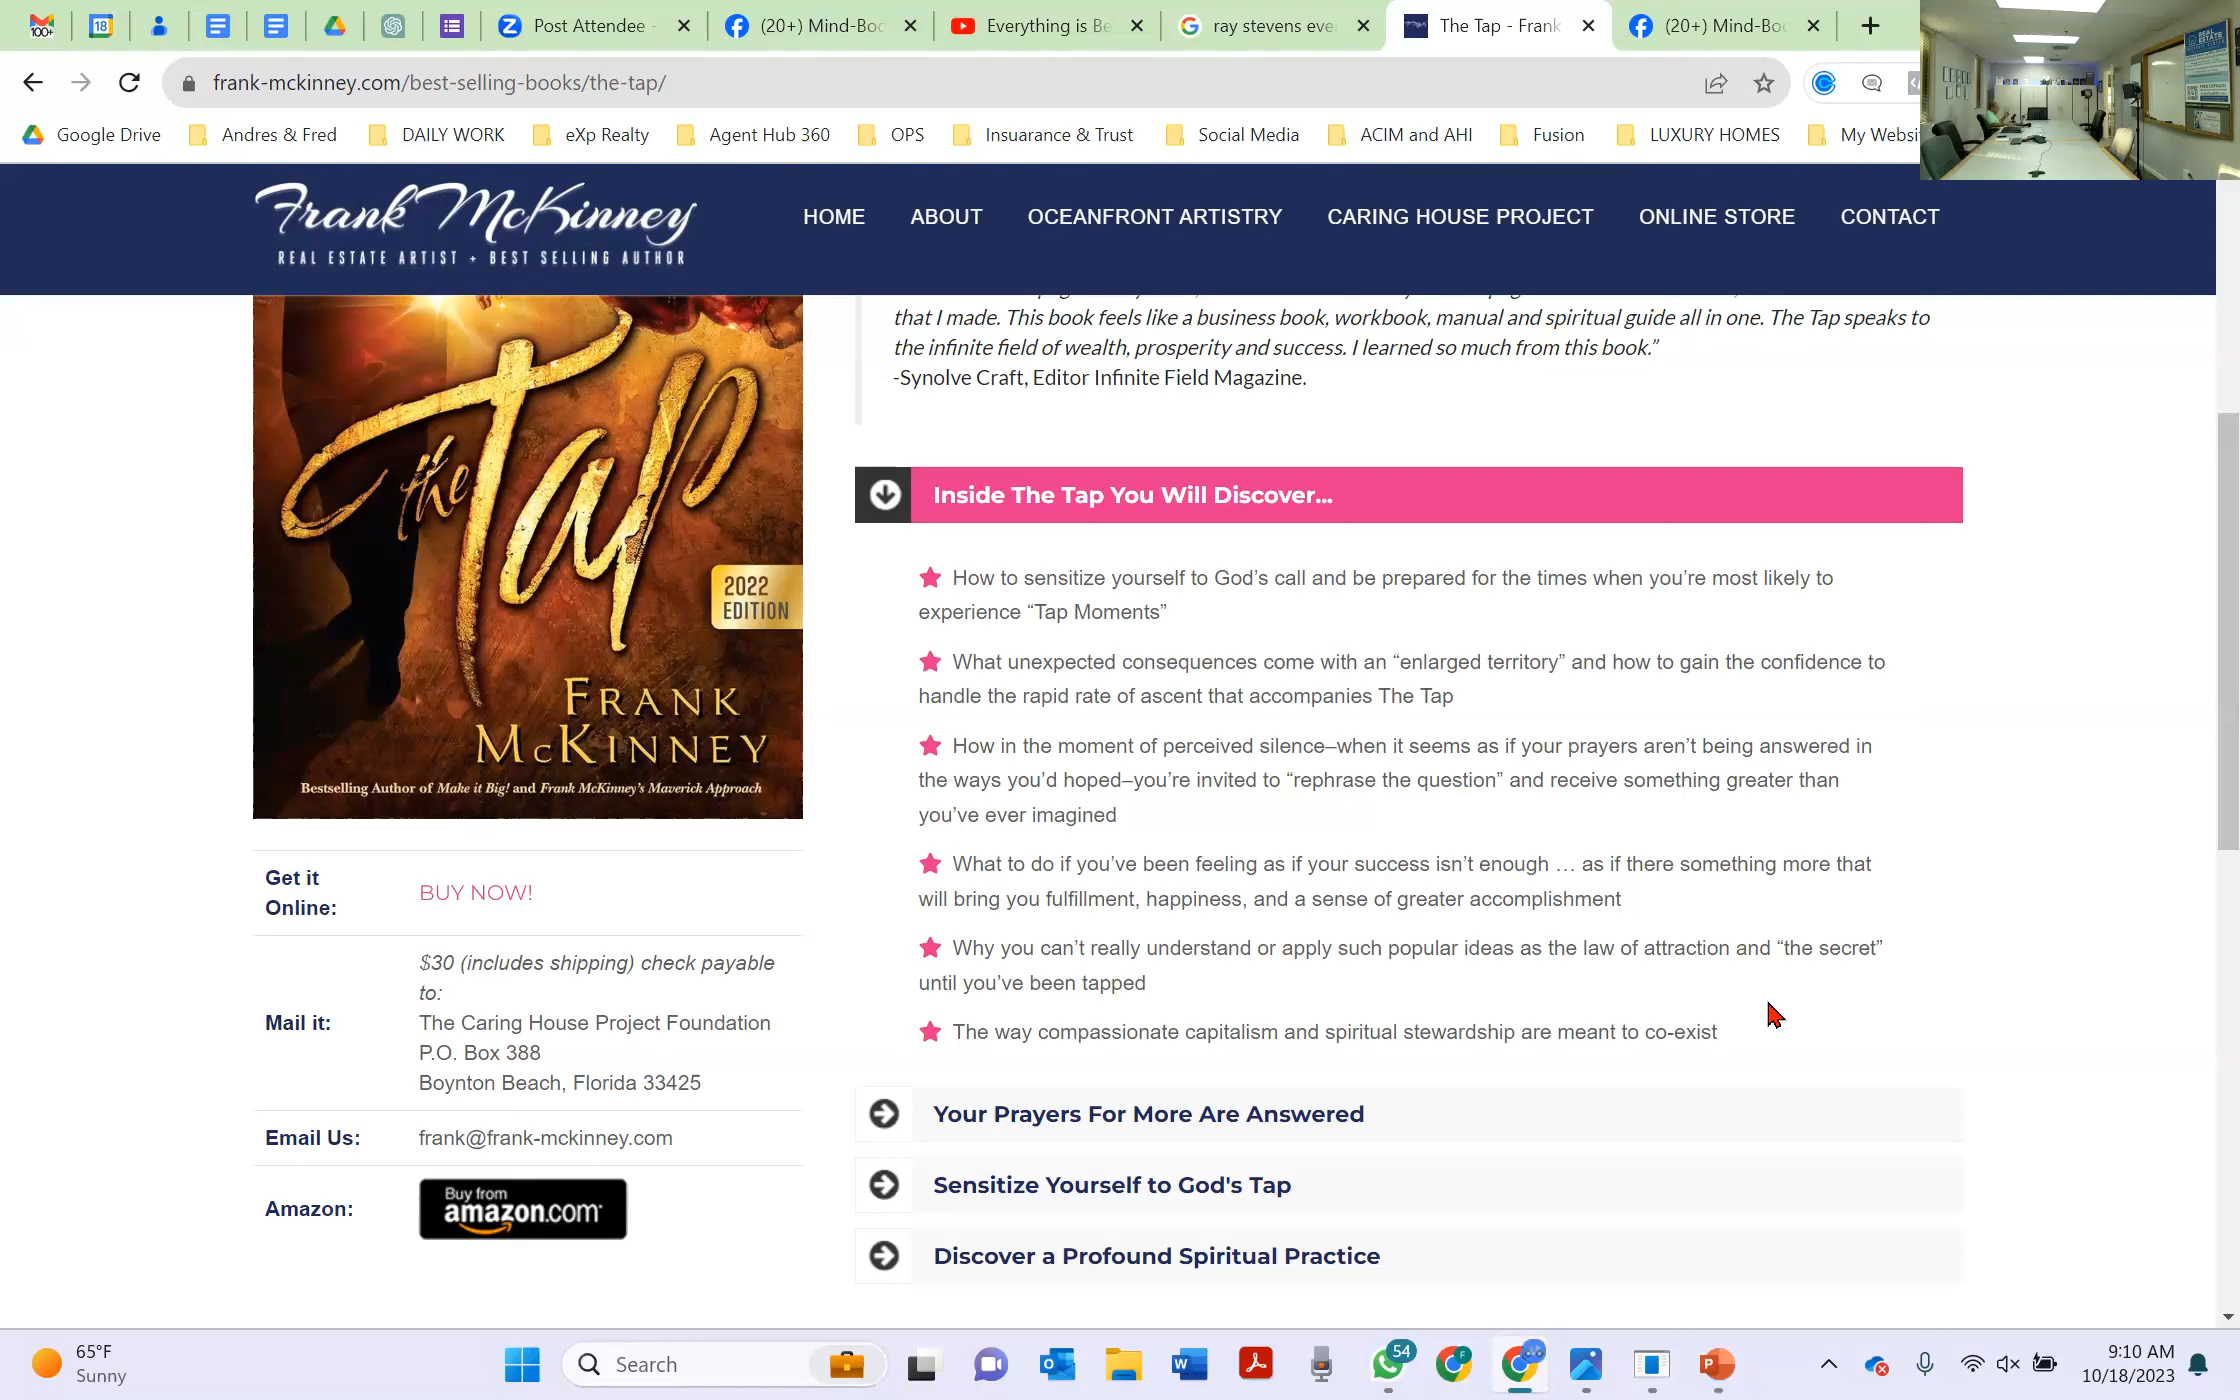 100+
18
Post Attendee -
(20+) Mind-Boc
Everything is Be
ray stevens eve
The Tap - Frank
(20+) Mind-Boc
frank-mckinney.com/best-selling-books/the-tap/
Google Drive
Andres & Fred
DAILY WORK
eXp Realty
Agent Hub 360
OPS
Insuarance & Trust
Social Media
ACIM and AHI
Fusion
LUXURY HOMES
My Websi
Frank McKinney
REAL ESTATE ARTIST + BEST SELLING AUTHOR
HOME
ABOUT
OCEANFRONT ARTISTRY
CARING HOUSE PROJECT
ONLINE STORE
CONTACT
the Tap
2022
EDITION
FRANK
MCKINNEY
Bestselling Author of Make it Big! and Frank McKinney's Maverick Approach
Get it
Online:
BUY NOW!
Mail it:
$30 (includes shipping) check payable
to:
The Caring House Project Foundation
P.O. Box 388
Boynton Beach, Florida 33425
Email Us:
frank@frank-mckinney.com
Amazon:
Buy from
amazon.com
that I made. This book feels like a business book, workbook, manual and spiritual guide all in one. The Tap speaks to
the infinite field of wealth, prosperity and success. I learned so much from this book.”
-Synolve Craft, Editor Infinite Field Magazine.
Inside The Tap You Will Discover...
How to sensitize yourself to God’s call and be prepared for the times when you’re most likely to
experience “Tap Moments”
What unexpected consequences come with an “enlarged territory” and how to gain the confidence to
handle the rapid rate of ascent that accompanies The Tap
How in the moment of perceived silence–when it seems as if your prayers aren’t being answered in
the ways you’d hoped–you’re invited to “rephrase the question” and receive something greater than
you’ve ever imagined
What to do if you’ve been feeling as if your success isn’t enough … as if there something more that
will bring you fulfillment, happiness, and a sense of greater accomplishment
Why you can’t really understand or apply such popular ideas as the law of attraction and “the secret”
until you’ve been tapped
The way compassionate capitalism and spiritual stewardship are meant to co-exist
Your Prayers For More Are Answered
Sensitize Yourself to God's Tap
Discover a Profound Spiritual Practice
65°F
Sunny
Search
54
9:10 AM
10/18/2023